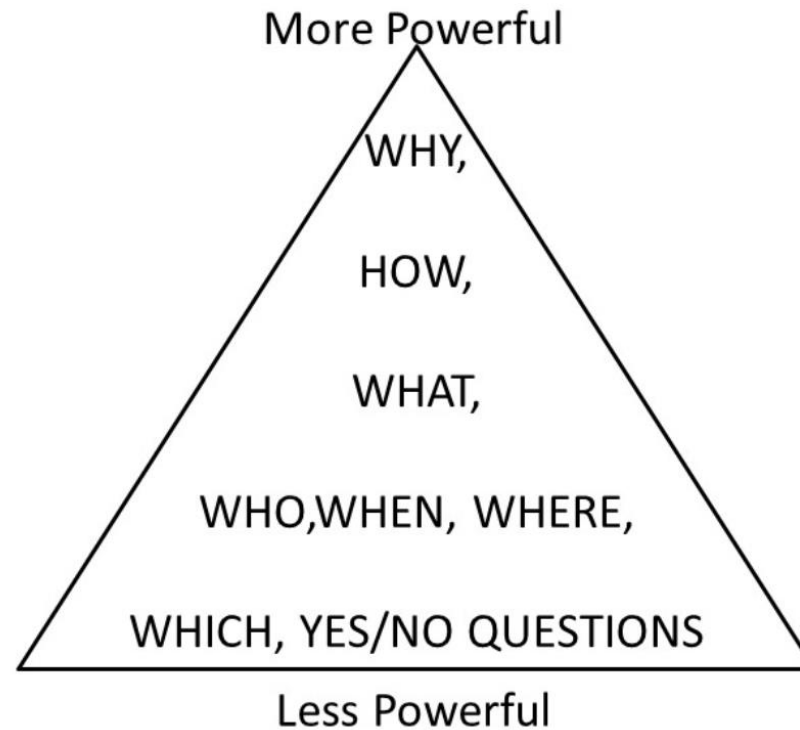 More Powerful
WHY,
HOW,
WHAT,
WHO,WHEN, WHERE,
WHICH, YES/NO QUESTIONS
Less Powerful